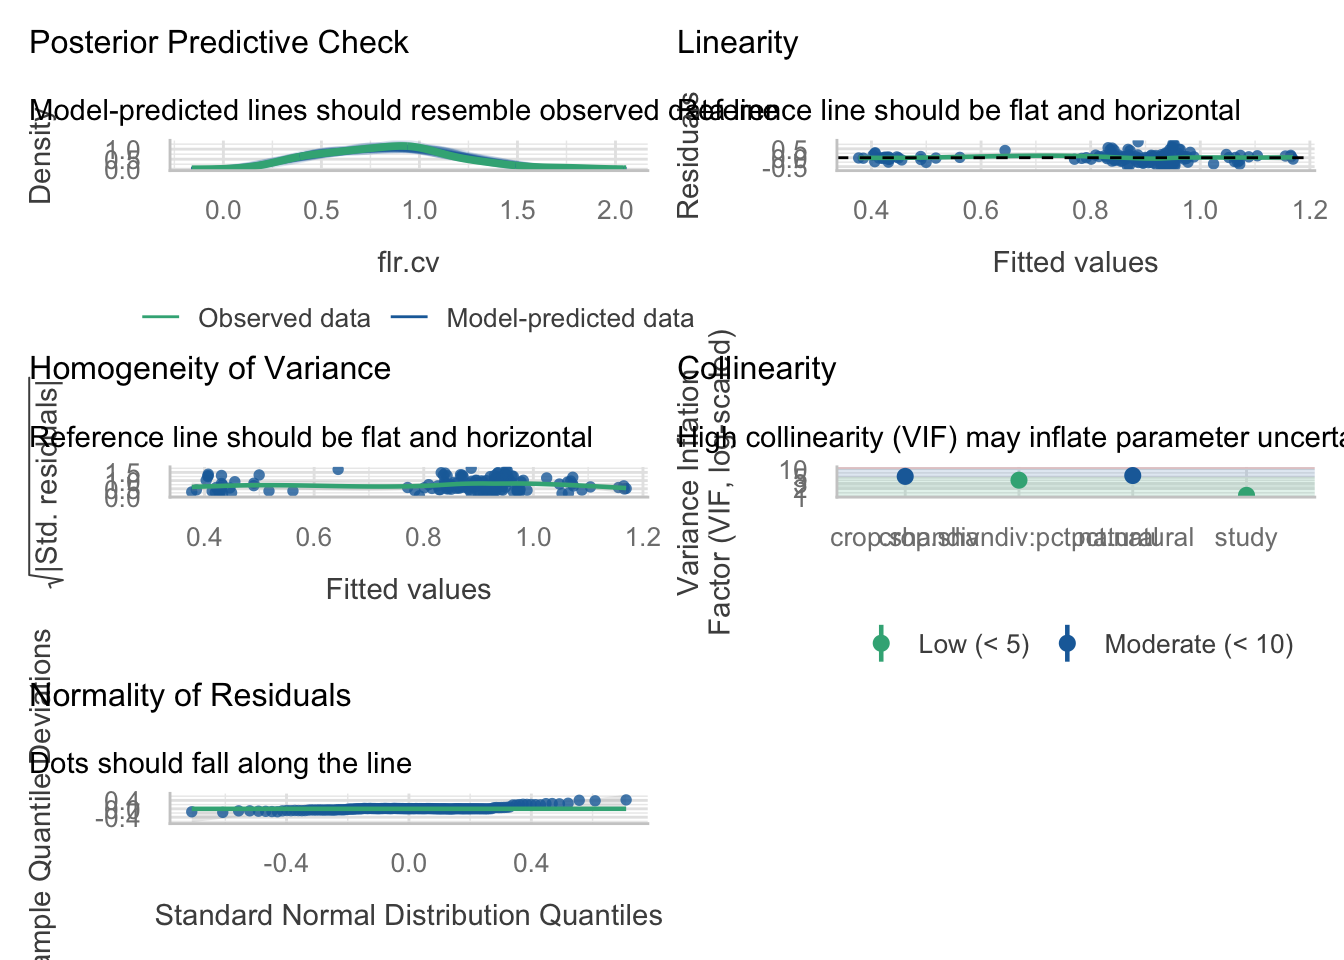 Posterior Predictive Check
Model-predicted lines should resemble observed data line
Density
1.0
0.5
0.0
0.0 0.5 1.0 1.5 2.0
flr.cv
Observed data Model-predicted data
Linearity
Reference line should be flat and horizontal
Residuals
0.5
0.0
-0.5
0.4 0.6 0.8 1.0 1.2
Fitted values
Homogeneity of Variance
Reference line should be flat and horizontal
√|Std. residuals|
1.5
1.0
0.5
0.0
0.4 0.6 0.8 1.0 1.2
Fitted values
Collinearity
High collinearity (VIF) may inflate parameter
Variance Inflation
Factor (VIF, log-scaled)
10
5
1
study
Low (< 5) Moderate (< 10)
Normality of Residuals
Dots should fall along the line
Quantile Deviations
0.4
0.0
-0.4
-0.4 0.0 0.4
Standard Normal Distribution Quantiles